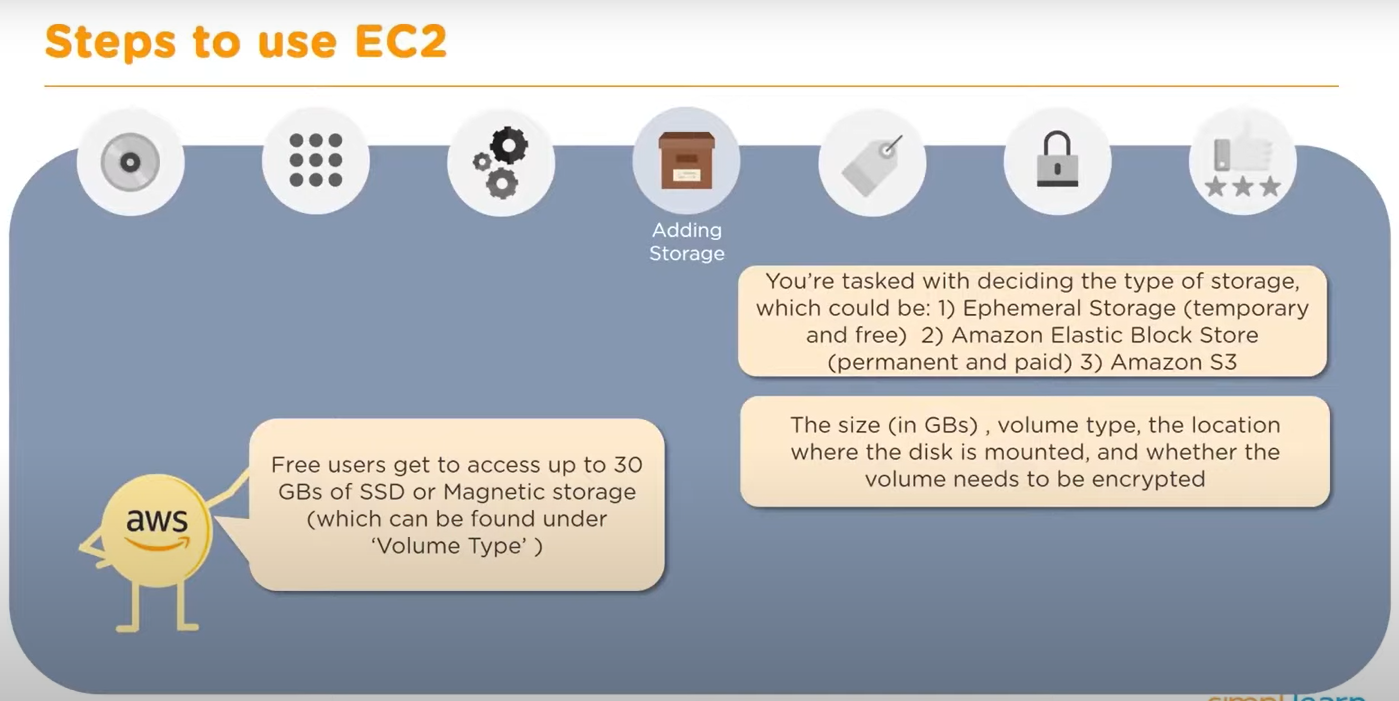 Steps to use EC2
Adding
Storage
You're tasked with deciding the type of storage,
which could be: 1) Ephemeral Storage (temporary
and free)  2) Amazon Elastic Block Store
(permanent and paid) 3) Amazon S3
The size (in GBs) , volume type, the location
where the disk is mounted, and whether the
volume needs to be encrypted
Free users get to access up to 30
GBs of SSD or Magnetic storage
(which can be found under
‘Volume Type’ )
aws